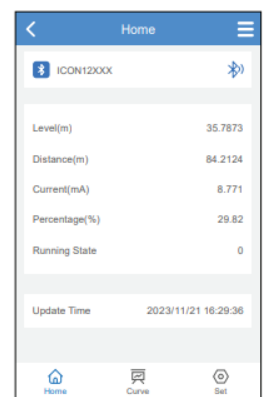 Home
ICON12XXX
Level(m) 35.7873
Distance(m) 84.2124
Current(mA) 8.771
Percentage(%) 29.82
Running State 0
Update Time 2023/11/21 16:29:36
Home Curve Set